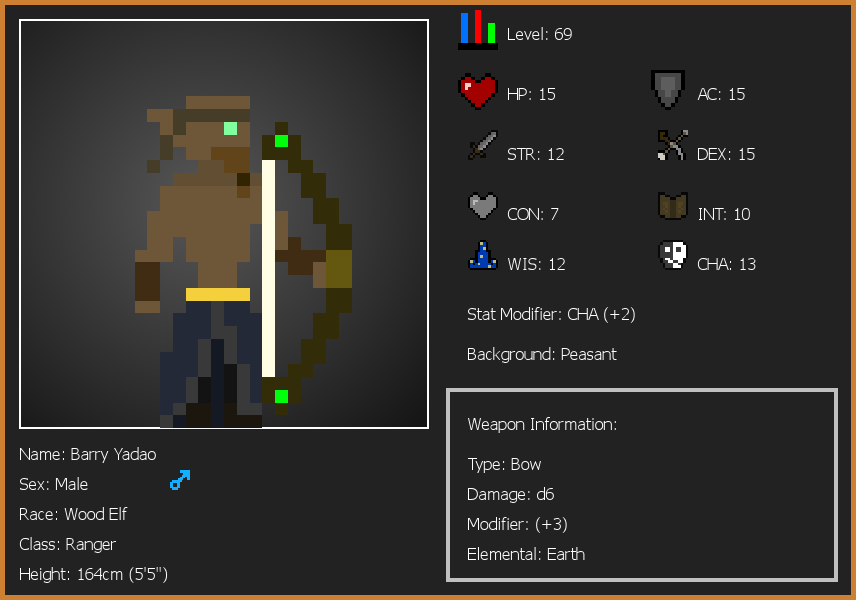 Level: 69
HP: 15
AC: 15
STR: 12
DEX: 15
CON: 7
INT: 10
WIS: 12
CHA: 13
Stat Modifier: CHA (+2)
Background: Peasant
Weapon Information:
Type: Bow
Damage: d6
Modifier: (+3)
Elemental: Earth
Name: Barry Yadao
Sex: Male
Race: Wood Elf
Class: Ranger
Height: 164cm (5'5")